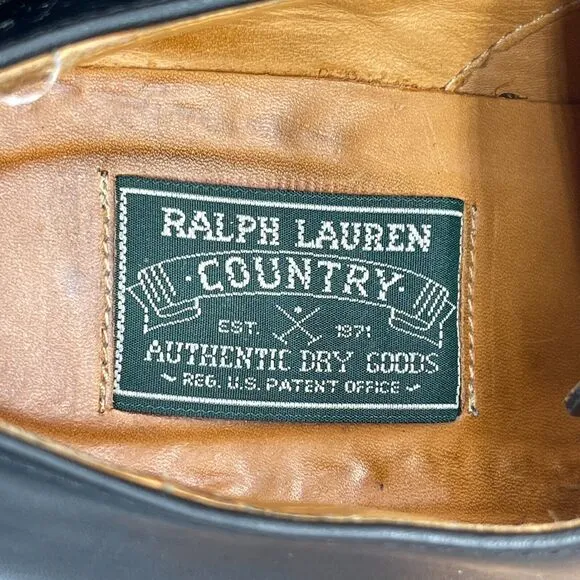 RALPH LAUREN
·COUNTRY·
EST. 1971
AUTHENTIC DRY GOODS
REG. U.S. PATENT OFFICE